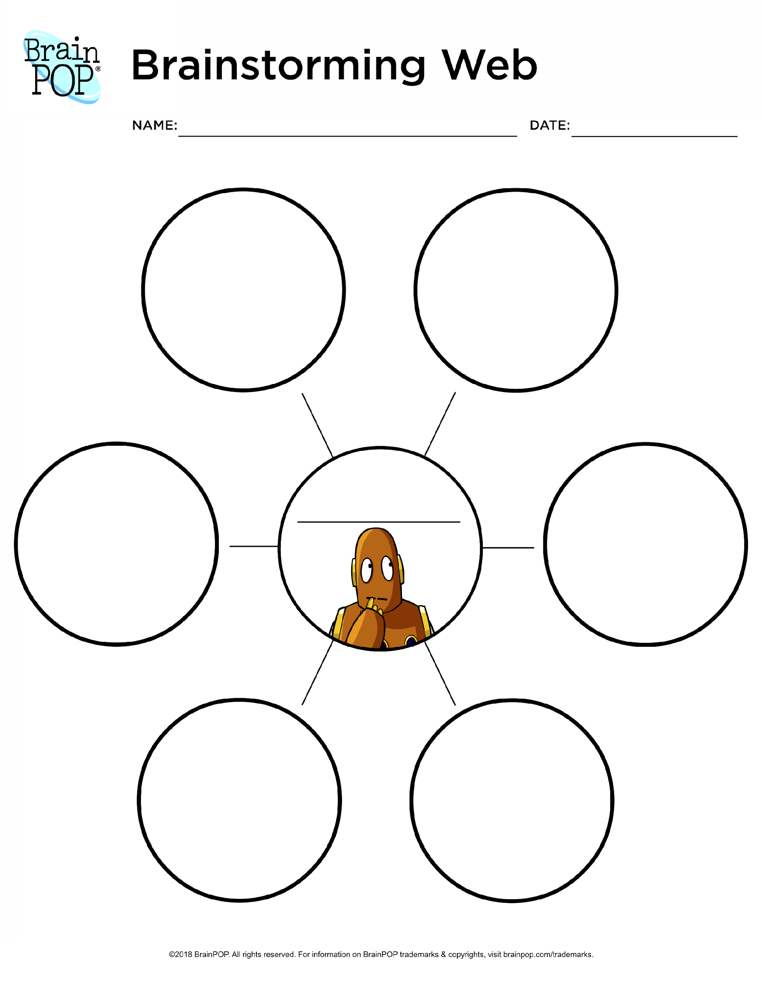 Brain
POP®
Brainstorming Web
NAME:
DATE:
©2018 BrainPOP. All rights reserved. For information on BrainPOP trademarks & copyrights, visit brainpop.com/trademarks.